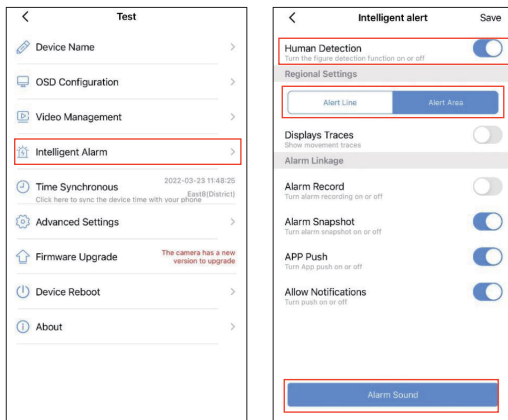 Test
Device Name
OSD Configuration
Video Management
Intelligent Alarm
Time Synchronous
2022-03-23 11:48:25
East8(District)
Click here to sync the device time with your phone
Advanced Settings
Firmware Upgrade
The camera has a new
version to upgrade
Device Reboot
About
Intelligent alert
Save
Human Detection
Turn the figure detection function on or off
Regional Settings
Alert Line
Alert Area
Displays Traces
Show movement traces
Alarm Linkage
Alarm Record
Turn alarm recording on or off
Alarm Snapshot
Turn alarm snapshot on or off
APP Push
Turn App push on or off
Allow Notifications
Turn push on or off
Alarm Sound